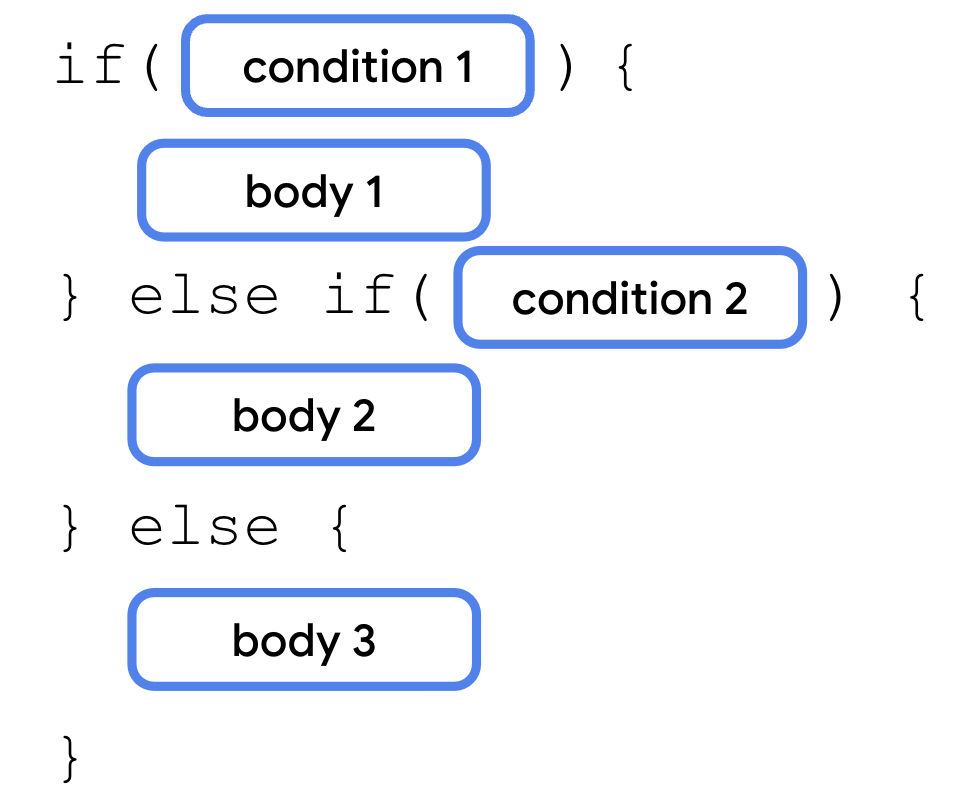 if( condition 1 ) {
body 1
} else if( condition 2 ) {
body 2
} else {
body 3
}